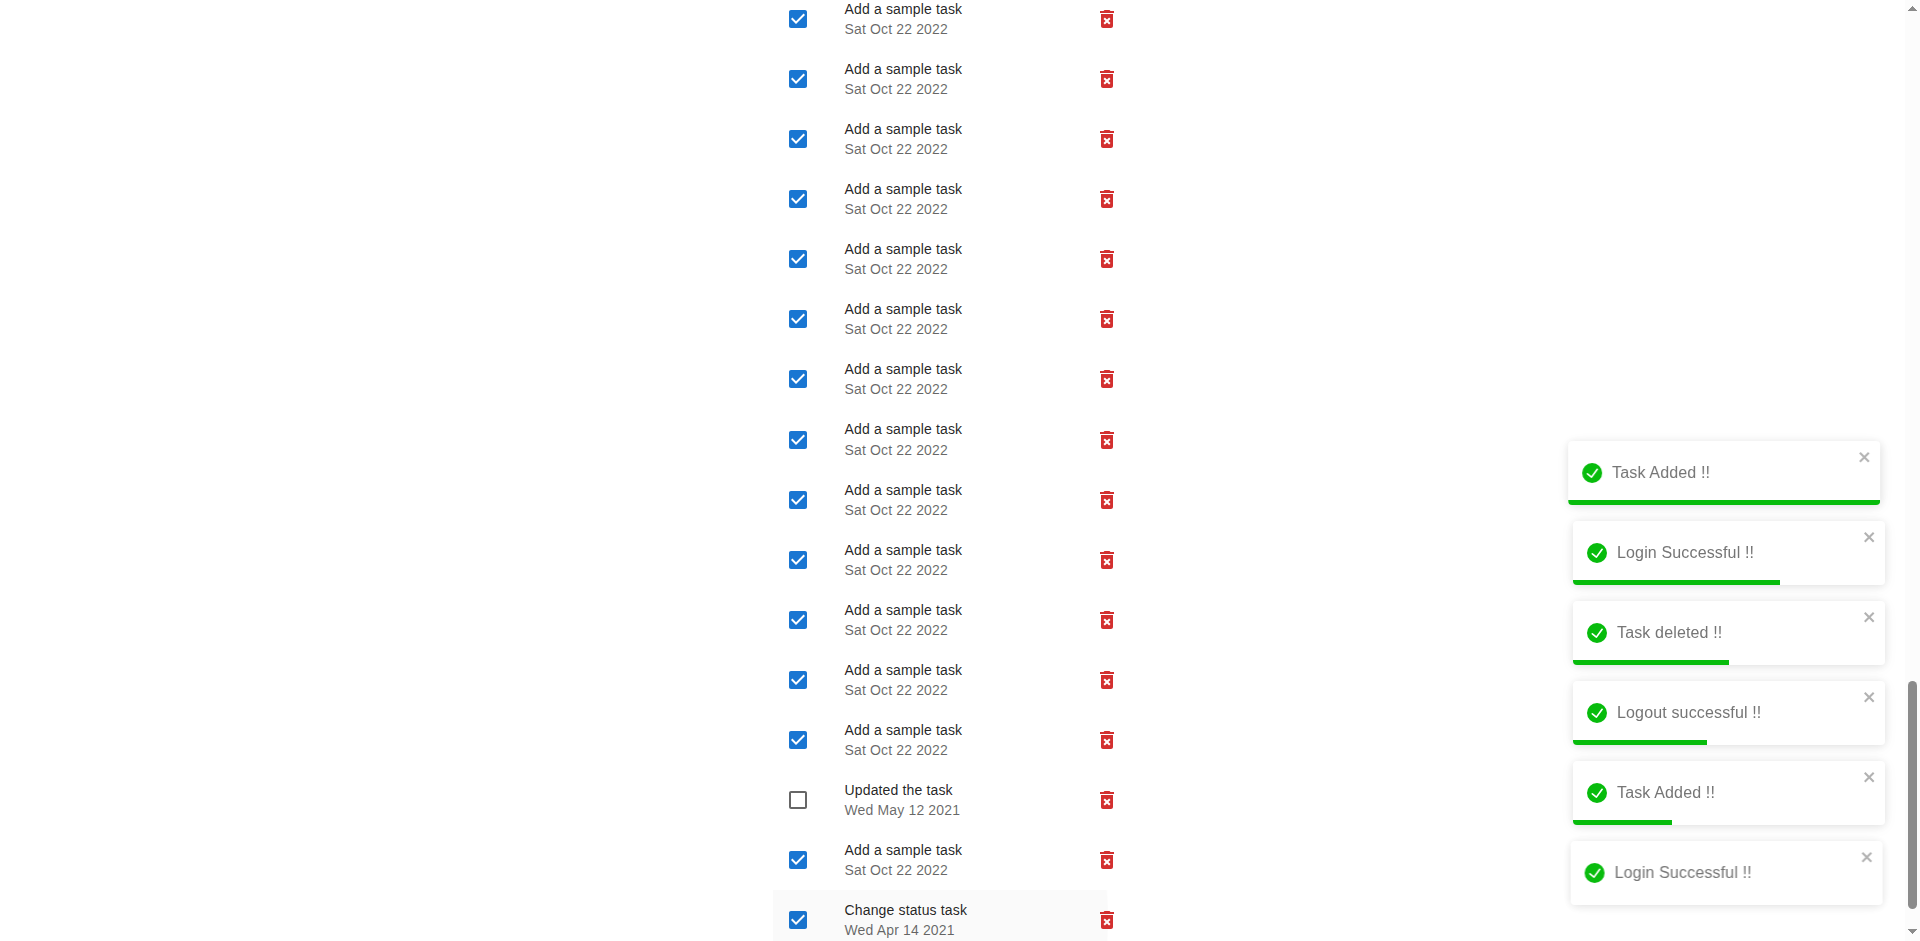 Add a sample task
Sat Oct 22 2022
Add a sample task
Sat Oct 22 2022
Add a sample task
Sat Oct 22 2022
Add a sample task
Sat Oct 22 2022
Add a sample task
Sat Oct 22 2022
Add a sample task
Sat Oct 22 2022
Add a sample task
Sat Oct 22 2022
Add a sample task
Sat Oct 22 2022
Add a sample task
Sat Oct 22 2022
Add a sample task
Sat Oct 22 2022
Add a sample task
Sat Oct 22 2022
Add a sample task
Sat Oct 22 2022
Add a sample task
Sat Oct 22 2022
Updated the task
Wed May 12 2021
Add a sample task
Sat Oct 22 2022
Change status task
Wed Apr 14 2021
Task Added !!
Login Successful !!
Task deleted !!
Logout successful !!
Task Added !!
Login Successful !!